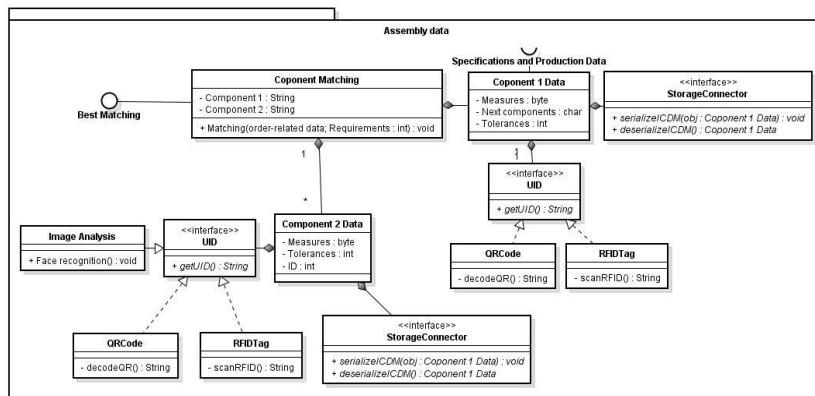 Assembly data
Specifications and Production Data
Best Matching
Coponent Matching
- Component 1 : String
- Component 2 : String
+ Matching(order-related data; Requirements : int) : void
Coponent 1 Data
- Measures : byte
- Next components : char
- Tolerances : int
<<interface>>
StorageConnector
+ serializeICDM(obj : Coponent 1 Data) : void
+ deserializeICDM() : Coponent 1 Data
1
*
1
<<interface>>
UID
+ getUID() : String
QRCode
- decodeQR() : String
RFIDTag
- scanRFID() : String
Image Analysis
+ Face recognition() : void
<<interface>>
UID
+ getUID() : String
Component 2 Data
- Measures : byte
- Tolerances : int
- ID : int
QRCode
- decodeQR() : String
RFIDTag
- scanRFID() : String
<<interface>>
StorageConnector
+ serializeICDM(obj : Coponent 1 Data) : void
+ deserializeICDM() : Coponent 1 Data